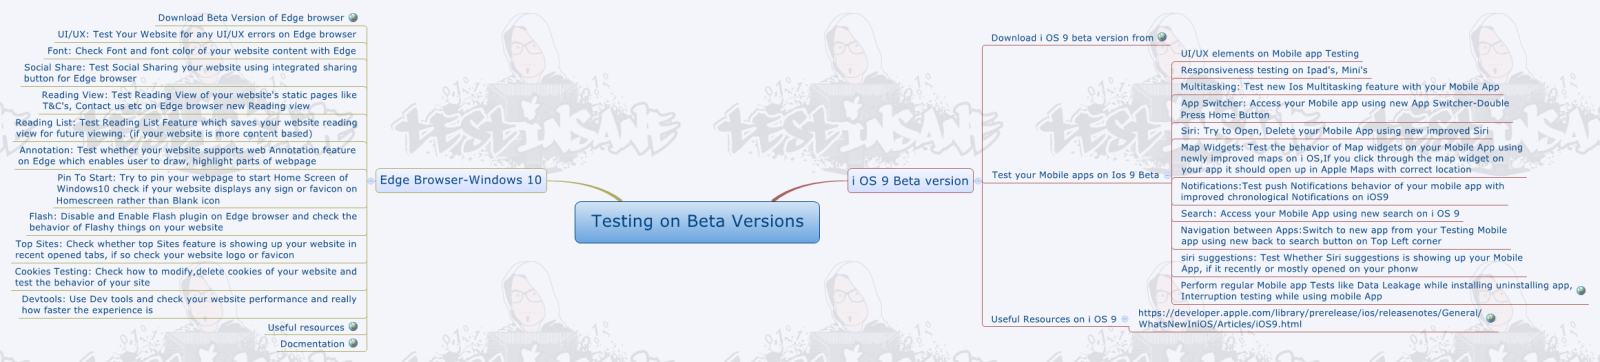 Download Beta Version of Edge browser
UI/UX: Test Your Website for any UI/UX errors on Edge browser
Font: Check Font and font color of your website content with Edge
Social Share: Test Social Sharing your website using integrated sharing
button for Edge browser
Reading View: Test Reading View of your website's static pages like
T&C's, Contact us etc on Edge browser new Reading view
Reading List: Test Reading List Feature which saves your website reading
view for future viewing. (if your website is more content based)
Annotation: Test whether your website supports web Annotation feature
on Edge which enables user to draw, highlight parts of webpage
Pin To Start: Try to pin your webpage to start Home Screen of
Windows10 check if your website displays any sign or favicon on
Homescreen rather than Blank icon
Flash: Disable and Enable Flash plugin on Edge browser and check the
behavior of Flashy things on your website
Top Sites: Check whether top Sites feature is showing up your website in
recent opened tabs, if so check your website logo or favicon
Cookies Testing: Check how to modify,delete cookies of your website and
test the behavior of your site
Devtools: Use Dev tools and check your website performance and really
how faster the experience is
Useful resources
Docmentation
Edge Browser-Windows 10
Testing on Beta Versions
i OS 9 Beta version
Download i OS 9 beta version from
Test your Mobile apps on Ios 9 Beta
UI/UX elements on Mobile app Testing
Responsiveness testing on Ipad's, Mini's
Multitasking: Test new Ios Multitasking feature with your Mobile App
App Switcher: Access your Mobile app using new App Switcher-Double
Press Home Button
Siri: Try to Open, Delete your Mobile App using new improved Siri
Map Widgets: Test the behavior of Map widgets on your Mobile App using
newly improved maps on i OS,If you click through the map widget on
your app it should open up in Apple Maps with correct location
Notifications:Test push Notifications behavior of your mobile app with
improved chronological Notifications on iOS9
Search: Access your Mobile App using new search on i OS 9
Navigation between Apps:Switch to new app from your Testing Mobile
app using new back to search button on Top Left corner
siri suggestions: Test Whether Siri suggestions is showing up your Mobile
App, if it recently or mostly opened on your phonw
Perform regular Mobile app Tests like Data Leakage while installing uninstalling app,
Interruption testing while using mobile App
Useful Resources on i OS 9
https://developer.apple.com/library/prerelease/ios/releasenotes/General/
WhatsNewIniOS/Articles/iOS9.html
TEST INSANE